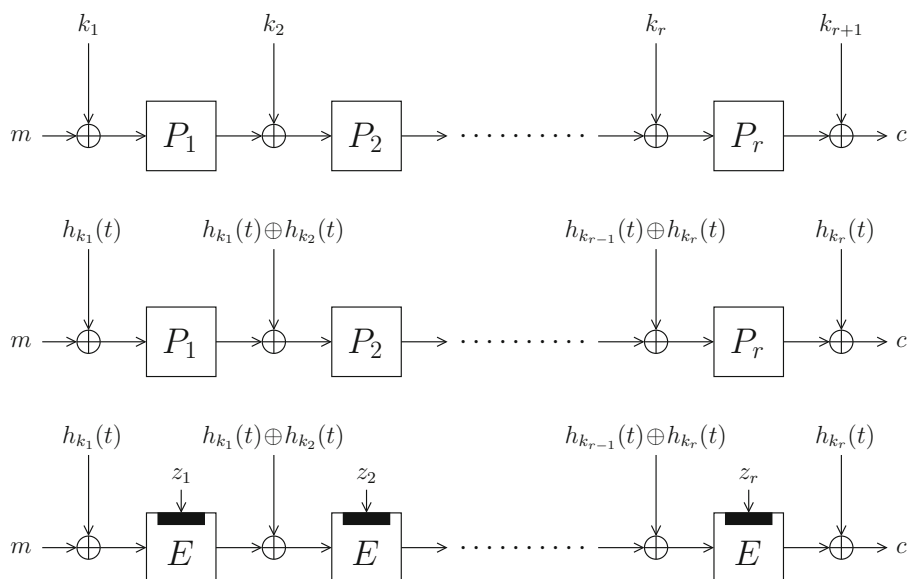 k₁ k₂ kᵣ kᵣ₊₁
m P₁ P₂ ·········· Pᵣ c
hₖ₁(t) hₖ₁(t)⊕hₖ₂(t) hₖᵣ₋₁(t)⊕hₖᵣ(t) hₖᵣ(t)
m P₁ P₂ ·········· Pᵣ c
hₖ₁(t) hₖ₁(t)⊕hₖ₂(t) hₖᵣ₋₁(t)⊕hₖᵣ(t) hₖᵣ(t)
z₁ z₂ zᵣ
m E E ·········· E c